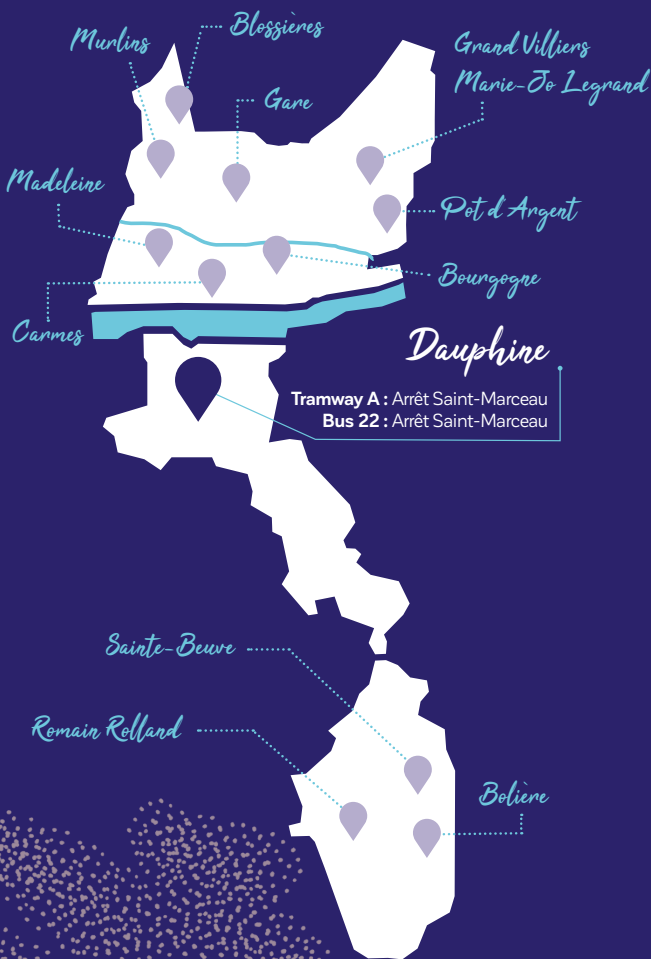 Blossières
Murlins
Grand Villiers
Marie-Jo Legrand
Gare
Madeleine
Pot d'Argent
Bourgogne
Carmes
Dauphine
Tramway A : Arrêt Saint-Marceau
Bus 22 : Arrêt Saint-Marceau
Sainte-Beuve
Romain Rolland
Bolière